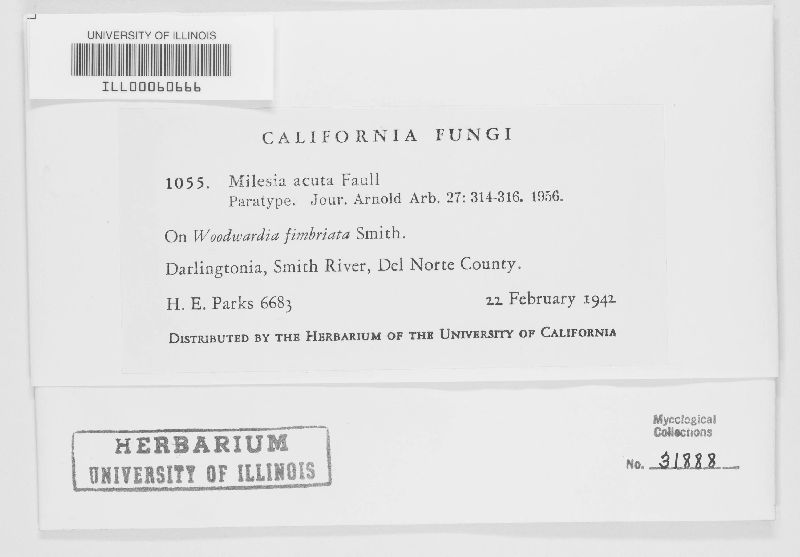 UNIVERSITY OF ILLINOIS
ILL00060666
CALIFORNIA FUNGI
1055. Milesia acuta Faull
Paratype. Jour. Arnold Arb. 27: 314-316. 1956.
On Woodwardia fimbriata Smith.
Darlingtonia, Smith River, Del Norte County.
H. E. Parks 6683 22 February 1942
DISTRIBUTED BY THE HERBARIUM OF THE UNIVERSITY OF CALIFORNIA
HERBARIUM
UNIVERSITY OF ILLINOIS
Mycological
Collections
No. 31888